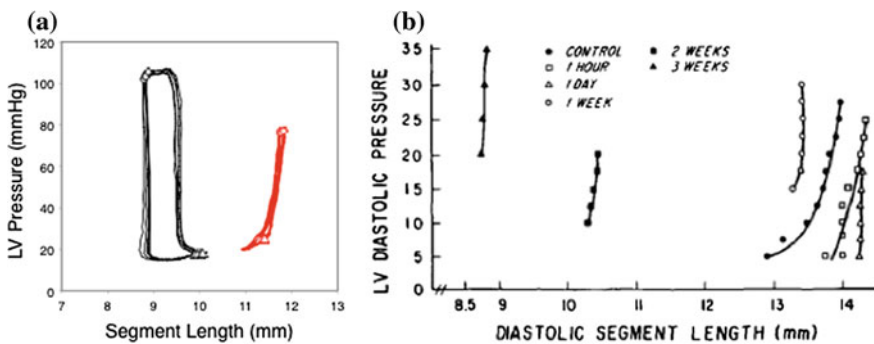 (a)
120
100
80
60
40
20
0
LV Pressure (mmHg)
7 8 9 10 11 12 13
Segment Length (mm)
(b)
35
30
25
20
15
10
5
0
LV DIASTOLIC PRESSURE
CONTROL
1 HOUR
1 DAY
1 WEEK
2 WEEKS
3 WEEKS
8.5 9 10 11 12 13 14
DIASTOLIC SEGMENT LENGTH (mm)